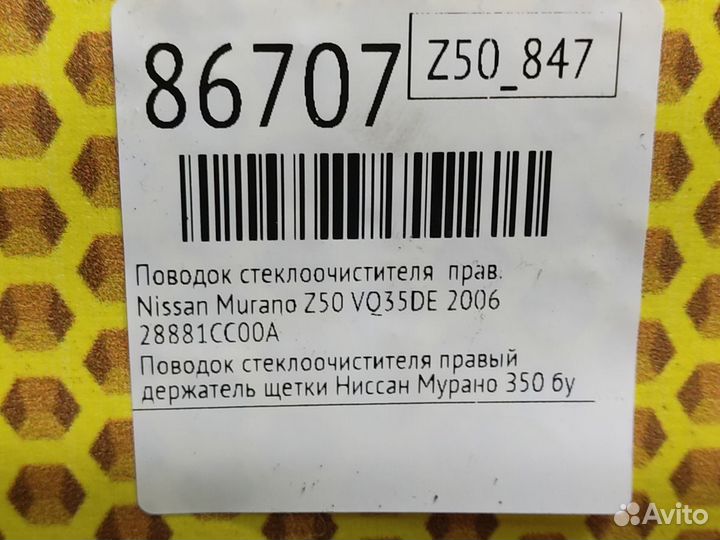 86707
Z50_847
Поводок стеклоочистителя прав.
Nissan Murano Z50 VQ35DE 2006
28881CC00A
Поводок стеклоочистителя правый
держатель щетки Ниссан Мурано 350 бу
Avito